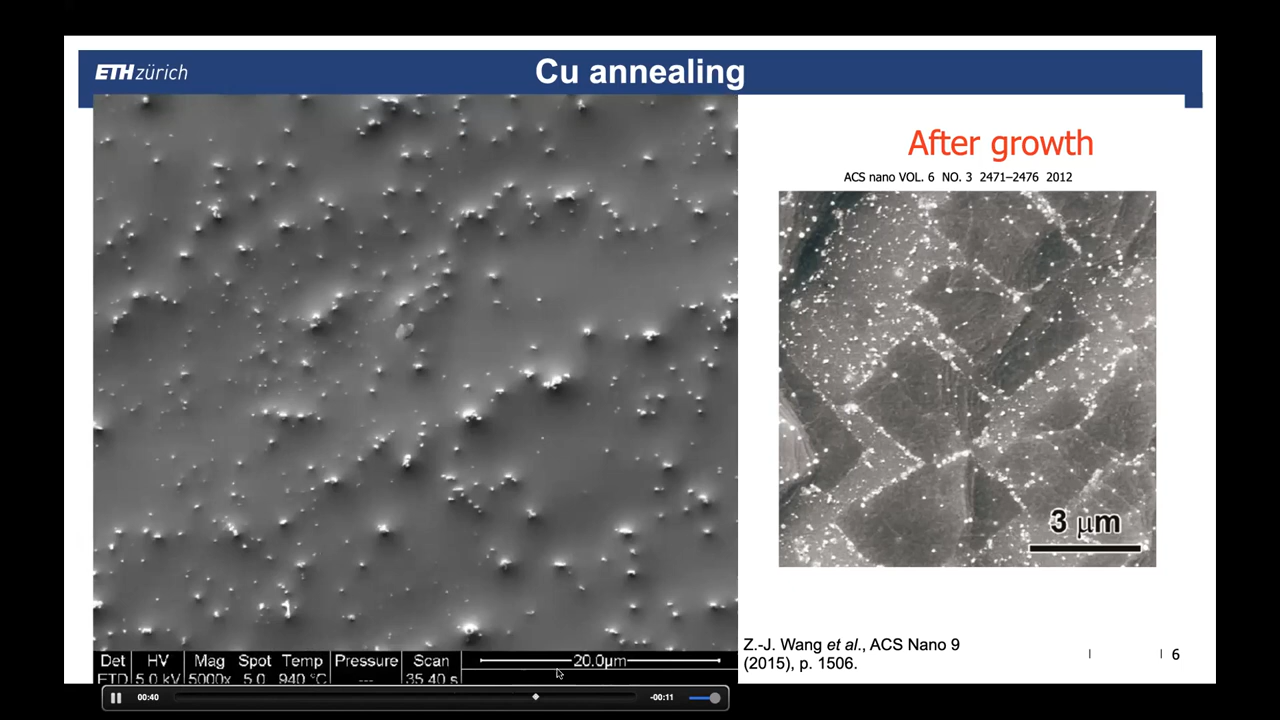 ETH zürich
Cu annealing
After growth
ACS nano VOL. 6 NO. 3 2471–2476 2012
3 µm
Det HV Mag Spot Temp Pressure Scan 20.0µm
ETD 5.0 kV 5000x 5.0 940 °C --- 35.40 s
Z.-J. Wang et al., ACS Nano 9
(2015), p. 1506.
6
00:40 -00:11